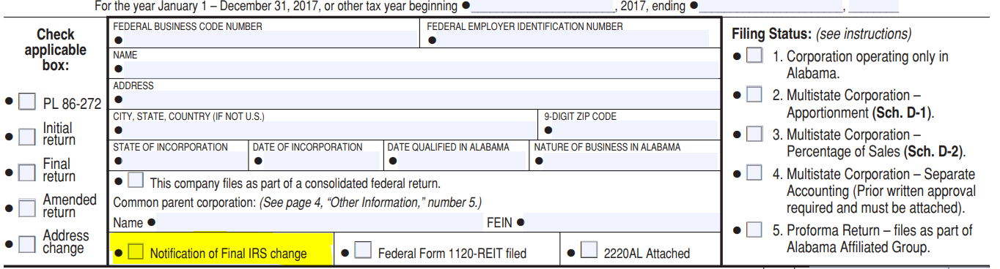 For the year January 1 – December 31, 2017, or other tax year beginning ●, 2017, ending ●, 
Check
applicable
box:
● PL 86-272
● Initial
return
● Final
return
● Amended
return
● Address
change
FEDERAL BUSINESS CODE NUMBER
●
FEDERAL EMPLOYER IDENTIFICATION NUMBER
●
NAME
●
ADDRESS
●
CITY, STATE, COUNTRY (IF NOT U.S.)
●
9-DIGIT ZIP CODE
●
STATE OF INCORPORATION
●
DATE OF INCORPORATION
●
DATE QUALIFIED IN ALABAMA
●
NATURE OF BUSINESS IN ALABAMA
●
● This company files as part of a consolidated federal return.
Common parent corporation: (See page 4, “Other Information,” number 5.)
Name ● FEIN ●
● Notification of Final IRS change
● Federal Form 1120-REIT filed
● 2220AL Attached
Filing Status: (see instructions)
● 1. Corporation operating only in
Alabama.
● 2. Multistate Corporation –
Apportionment (Sch. D-1).
● 3. Multistate Corporation –
Percentage of Sales (Sch. D-2).
● 4. Multistate Corporation – Separate
Accounting (Prior written approval
required and must be attached).
● 5. Proforma Return – files as part of
Alabama Affiliated Group.